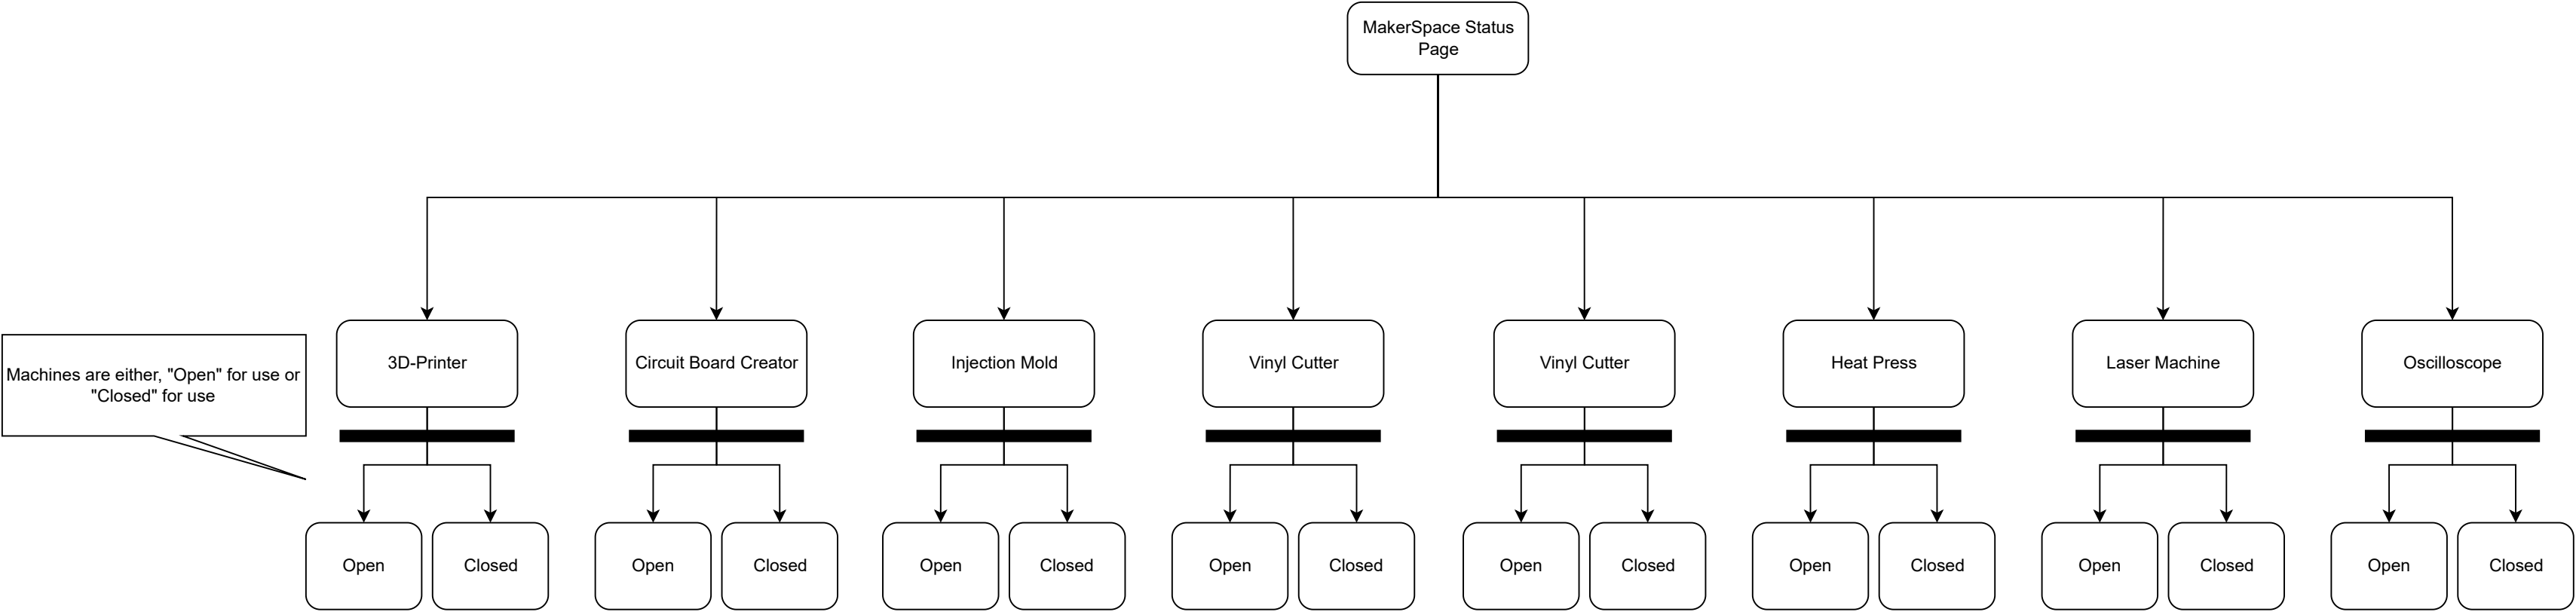 MakerSpace Status
Page
3D-Printer
Circuit Board Creator
Injection Mold
Vinyl Cutter
Vinyl Cutter
Heat Press
Laser Machine
Oscilloscope
Machines are either, "Open" for use or
"Closed" for use
Open
Closed
Open
Closed
Open
Closed
Open
Closed
Open
Closed
Open
Closed
Open
Closed
Open
Closed